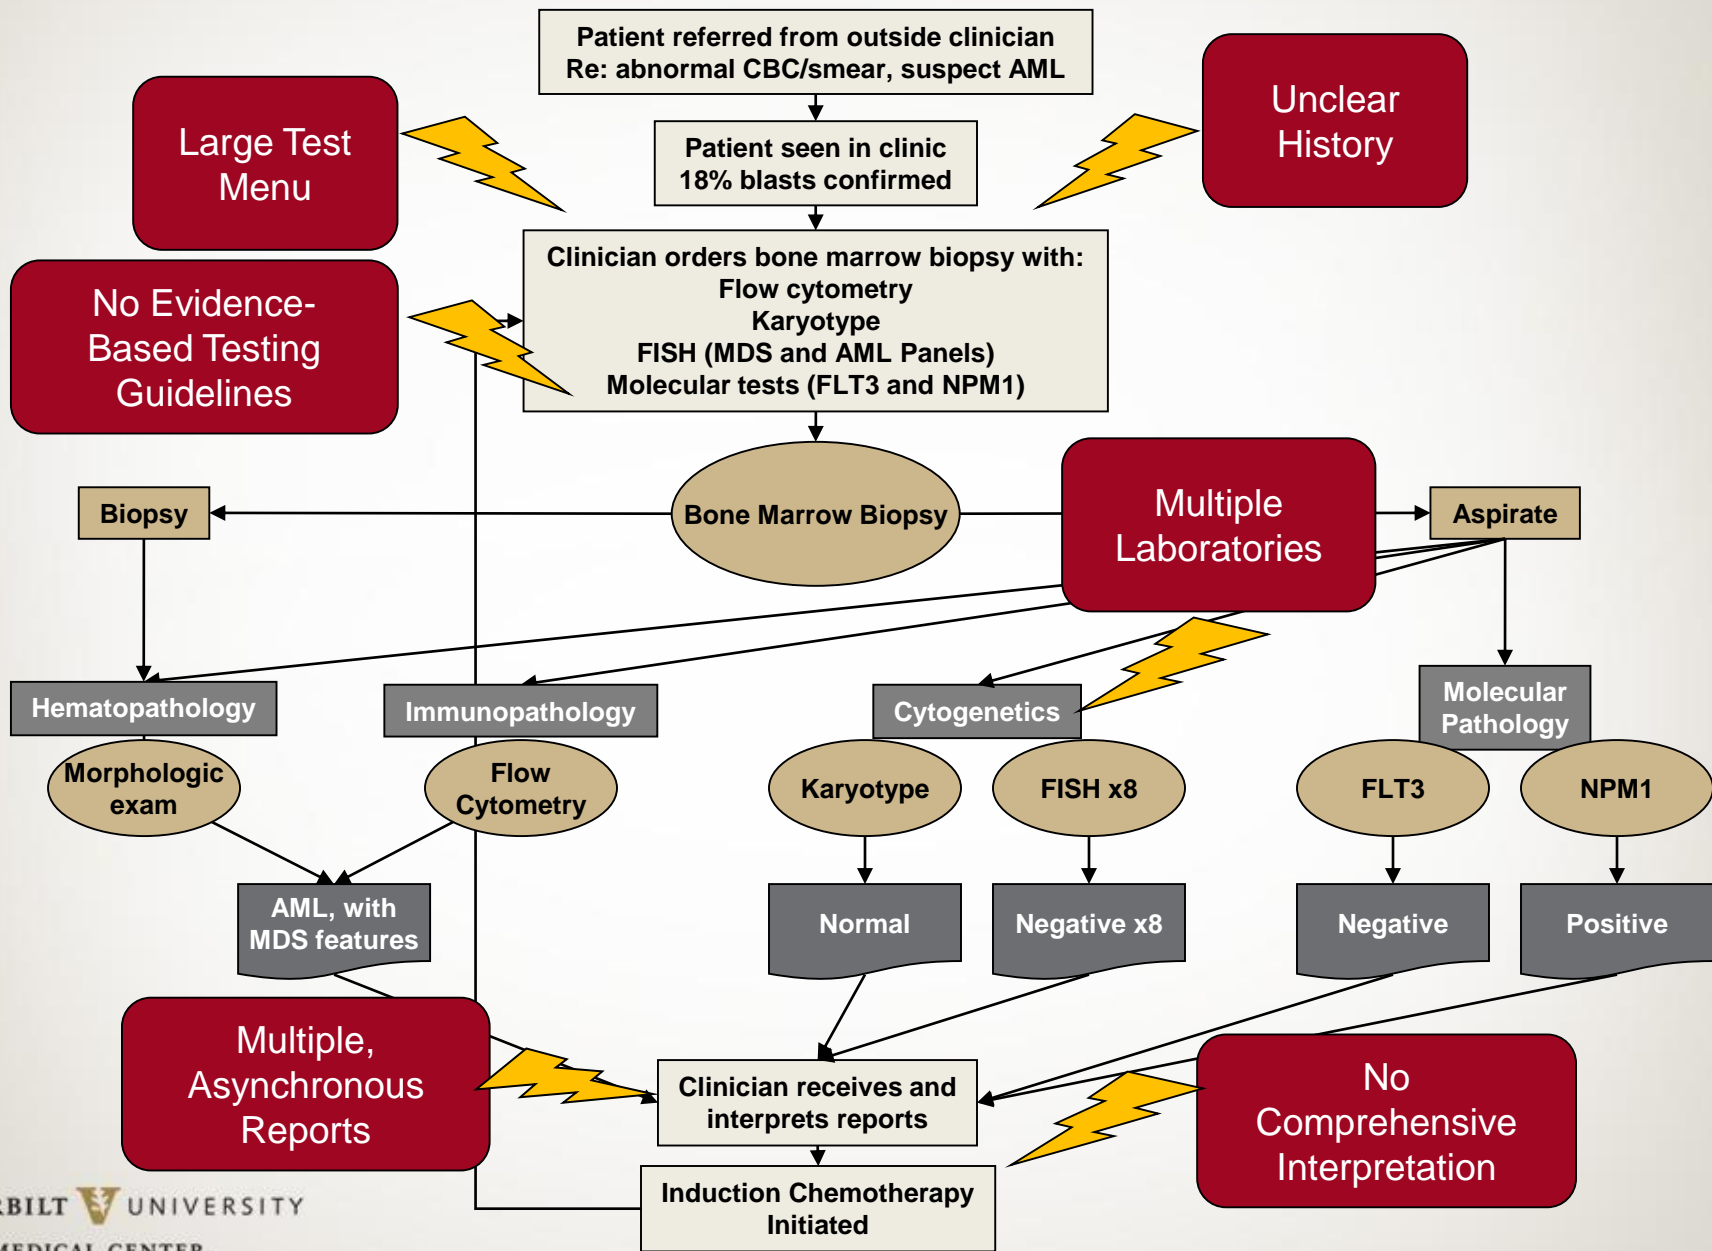 Patient referred from outside clinician
Re: abnormal CBC/smear, suspect AML
Large Test
Menu
Unclear
History
Patient seen in clinic
18% blasts confirmed
No Evidence-
Based Testing
Guidelines
Clinician orders bone marrow biopsy with:
Flow cytometry
Karyotype
FISH (MDS and AML Panels)
Molecular tests (FLT3 and NPM1)
Biopsy
Bone Marrow Biopsy
Multiple
Laboratories
Aspirate
Hematopathology
Immunopathology
Cytogenetics
Molecular
Pathology
Morphologic
exam
Flow
Cytometry
Karyotype
FISH x8
FLT3
NPM1
AML, with
MDS features
Normal
Negative x8
Negative
Positive
Multiple,
Asynchronous
Reports
Clinician receives and
interprets reports
No
Comprehensive
Interpretation
Induction Chemotherapy
Initiated
RBILT V UNIVERSITY
MEDICAL CENTER